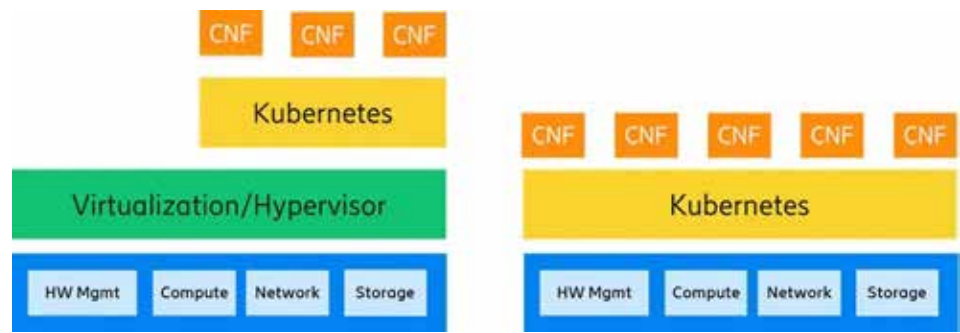 CNF CNF CNF
Kubernetes
Virtualization/Hypervisor
HW Mgmt Compute Network Storage
CNF CNF CNF CNF CNF
Kubernetes
HW Mgmt Compute Network Storage